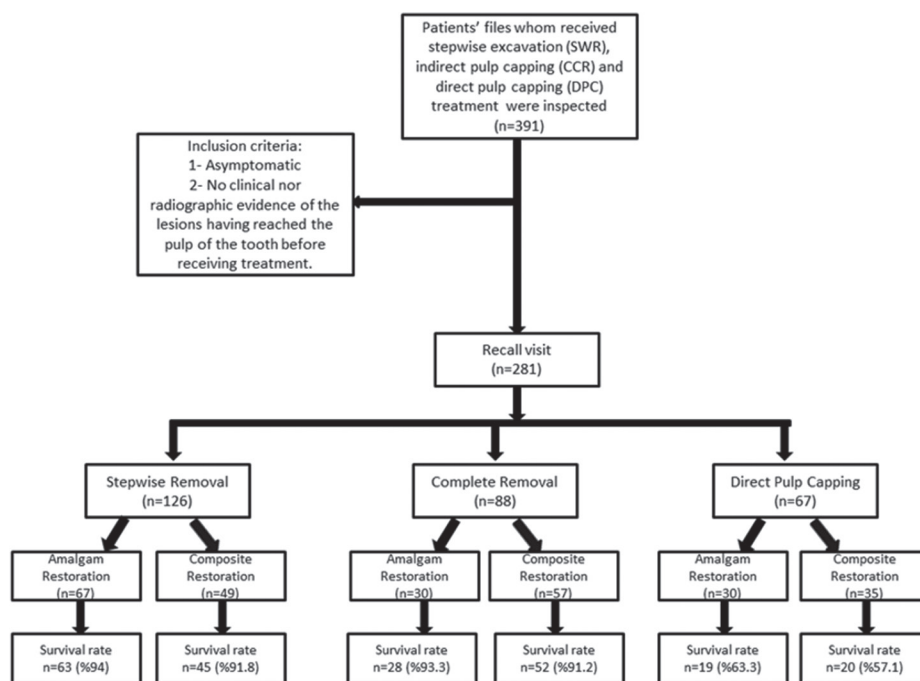 Patients' files whom received
stepwise excavation (SWR),
indirect pulp capping (CCR) and
direct pulp capping (DPC)
treatment were inspected
(n=391)
Inclusion criteria:
1- Asymptomatic
2- No clinical nor
radiographic evidence of the
lesions having reached the
pulp of the tooth before
receiving treatment.
Recall visit
(n=281)
Stepwise Removal
(n=126)
Complete Removal
(n=88)
Direct Pulp Capping
(n=67)
Amalgam
Restoration
(n=67)
Composite
Restoration
(n=49)
Amalgam
Restoration
(n=30)
Composite
Restoration
(n=57)
Amalgam
Restoration
(n=30)
Composite
Restoration
(n=35)
Survival rate
n=63 (%94)
Survival rate
n=45 (%91.8)
Survival rate
n=28 (%93.3)
Survival rate
n=52 (%91.2)
Survival rate
n=19 (%63.3)
Survival rate
n=20 (%57.1)